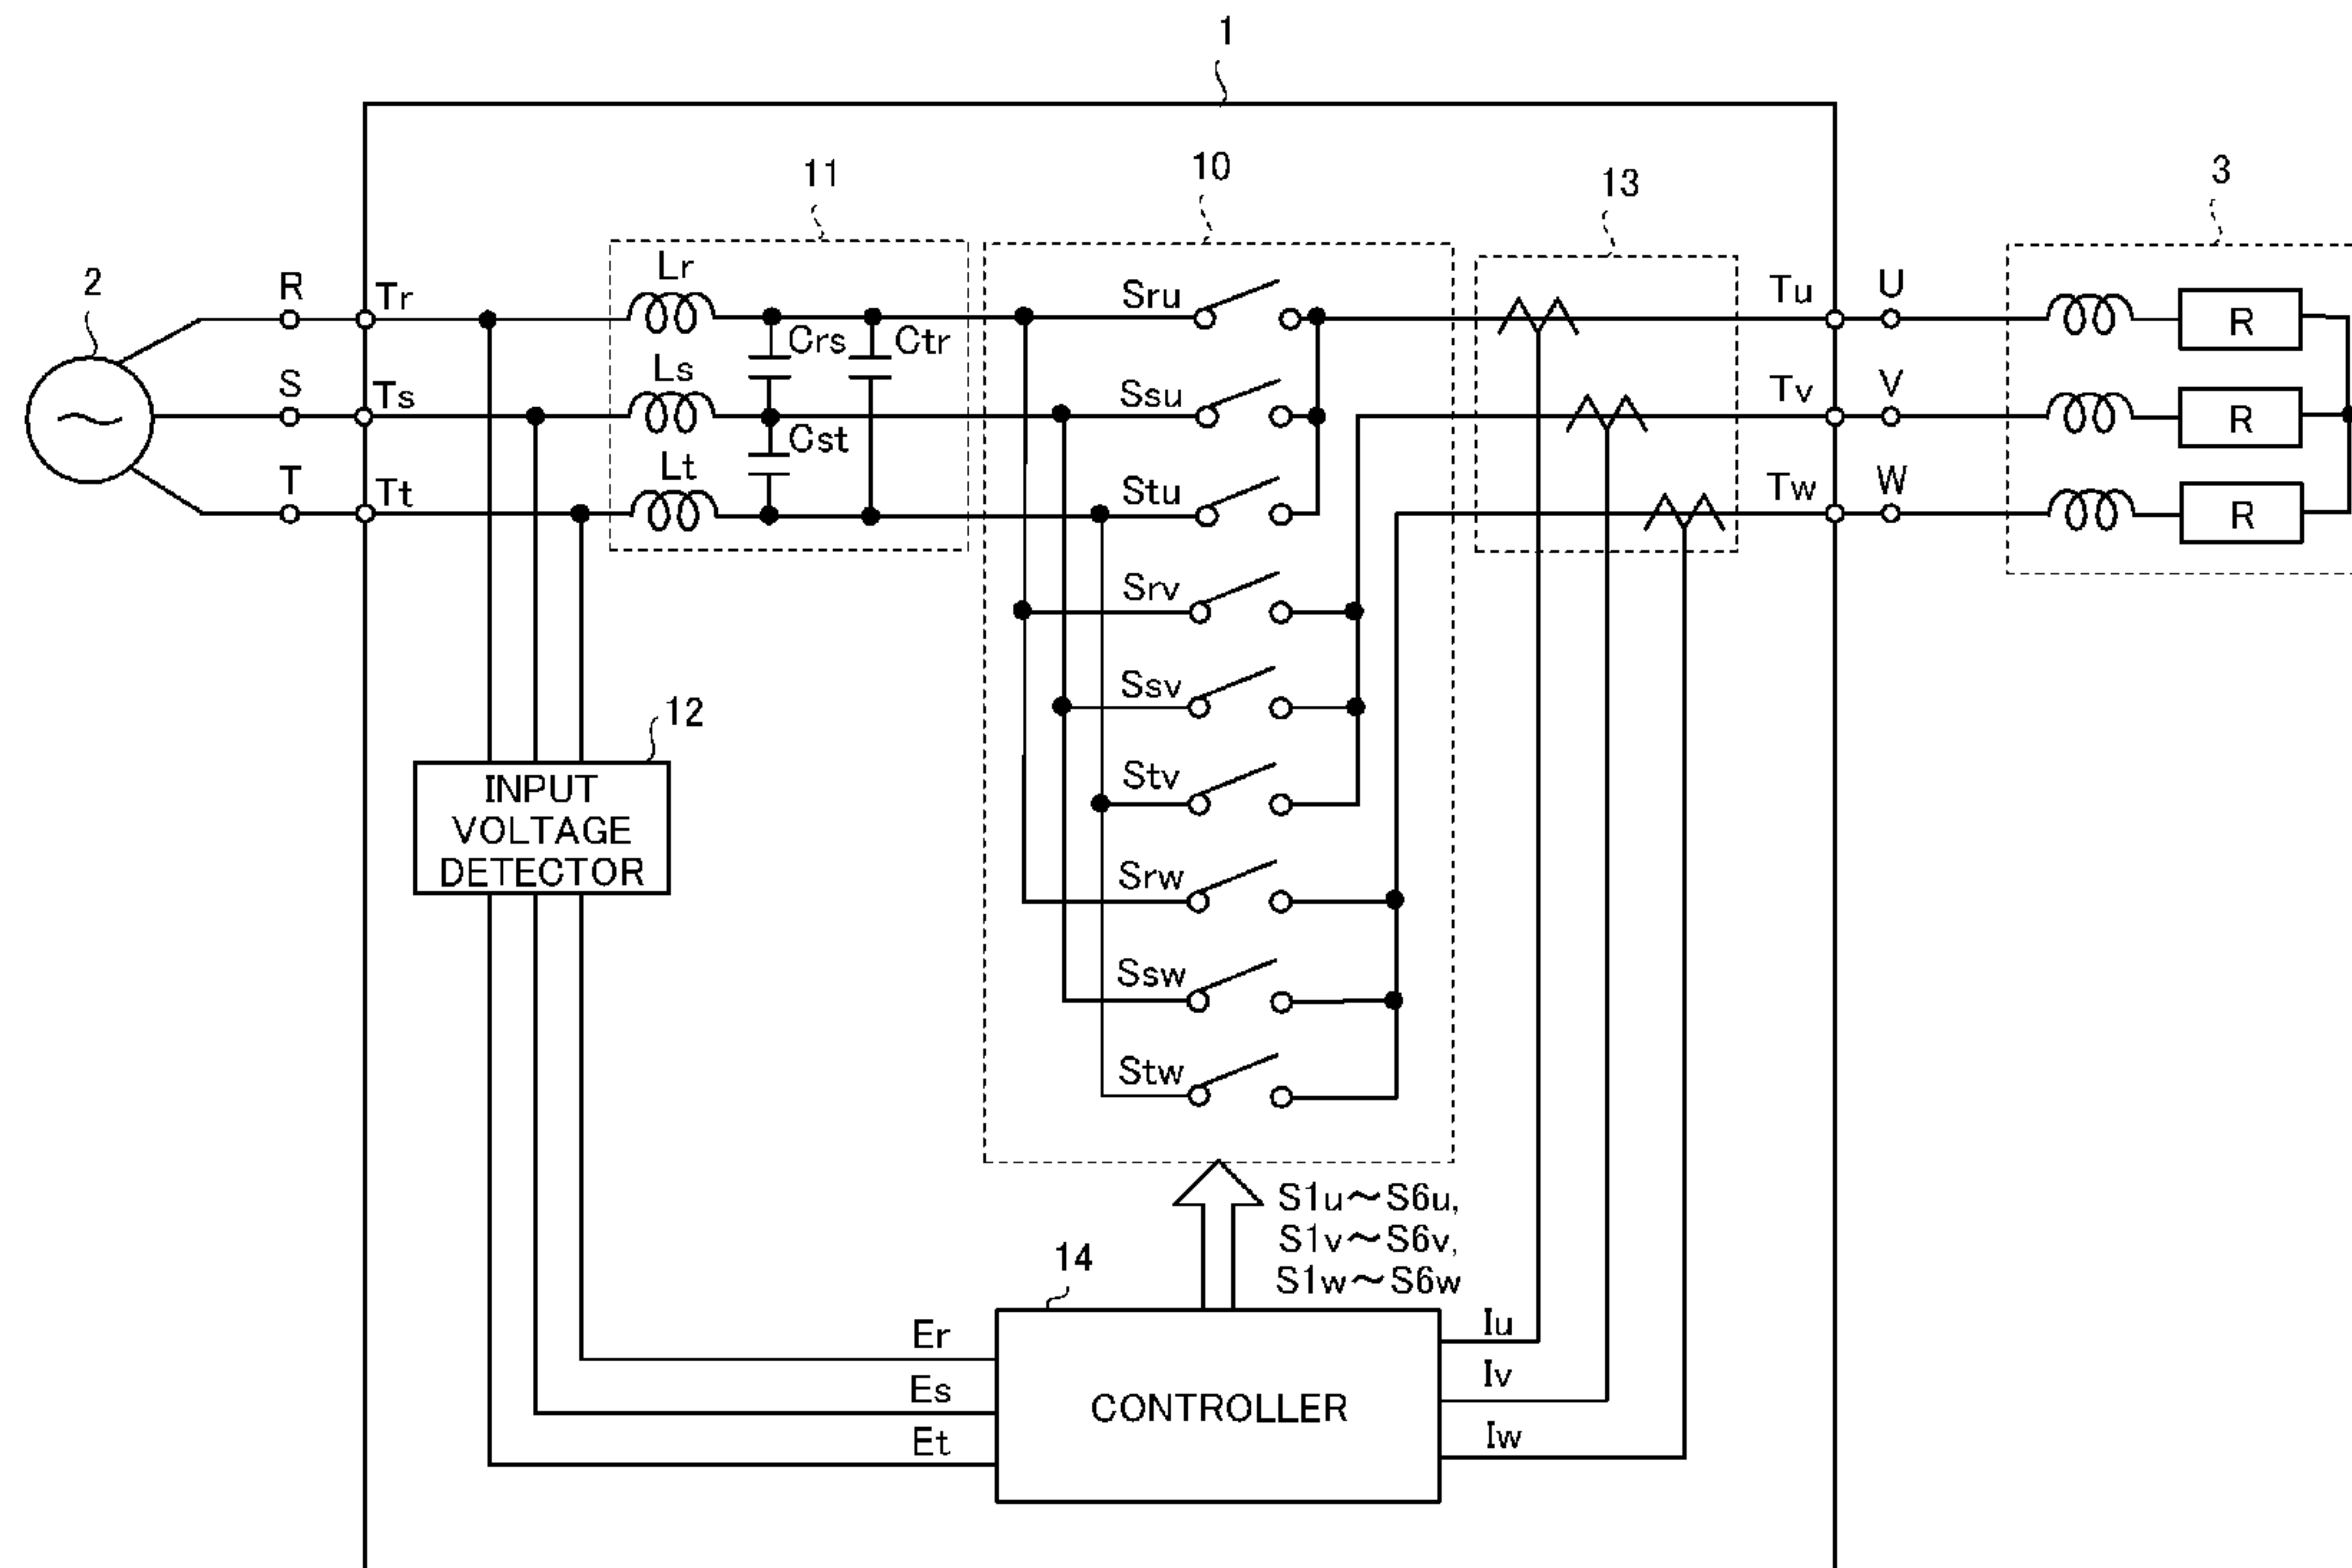 1
11
10
13
3
2
R
Tr
Lr
Sru
Tu
U
R
Crs
Ctr
S
Ts
Ls
Ssu
Tv
V
R
Cst
T
Tt
Lt
Stu
Tw
W
R
Srv
Ssv
12
INPUT
VOLTAGE
DETECTOR
Stv
Srw
Ssw
Stw
S1u～S6u,
S1v～S6v,
S1w～S6w
14
Er
Es
Et
CONTROLLER
Iu
Iv
Iw